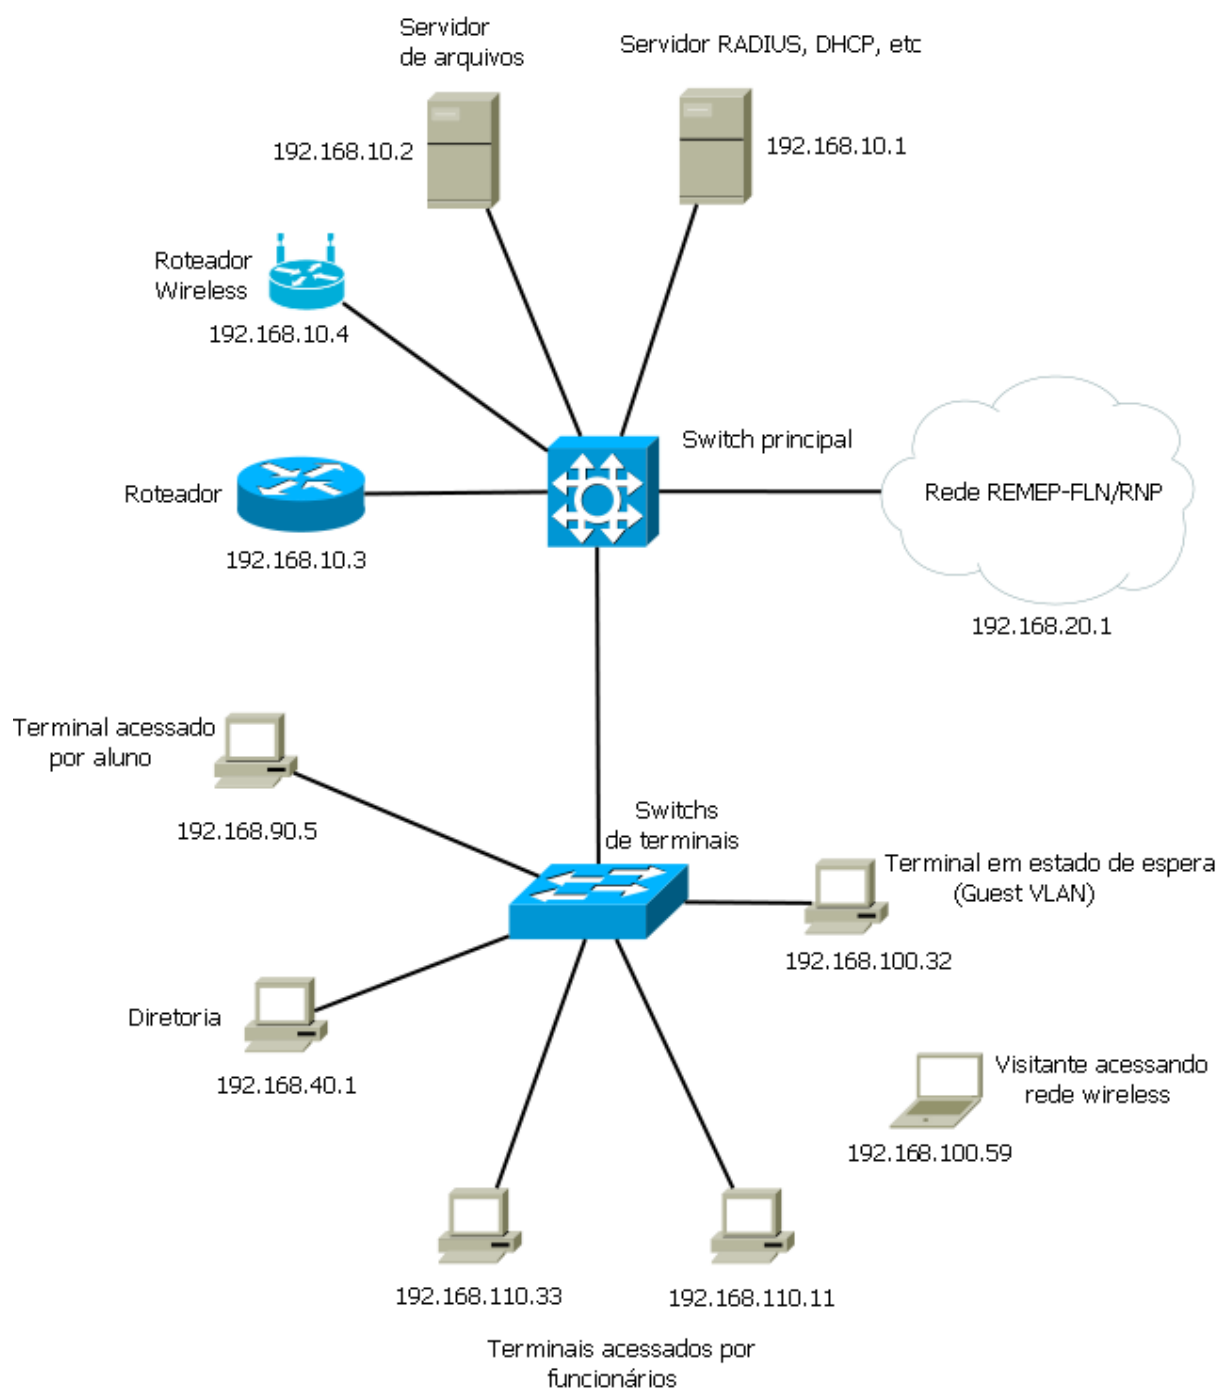 Servidor
de arquivos
Servidor RADIUS, DHCP, etc
192.168.10.2
192.168.10.1
Roteador
Wireless
192.168.10.4
Switch principal
Rede REMEP-FLN/RNP
Roteador
192.168.10.3
192.168.20.1
Terminal acessado
por aluno
192.168.90.5
Switchs
de terminais
Terminal em estado de espera
(Guest VLAN)
192.168.100.32
Diretoria
192.168.40.1
Visitante acessando
rede wireless
192.168.100.59
192.168.110.33
192.168.110.11
Terminais acessados por
funcionários